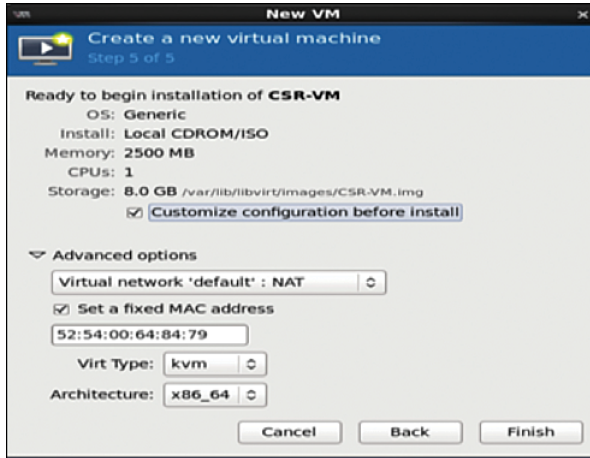 New VM
Create a new virtual machine
Step 5 of 5
Ready to begin installation of CSR-VM
OS: Generic
Install: Local CDROM/ISO
Memory: 2500 MB
CPUs: 1
Storage: 8.0 GB /var/lib/libvirt/images/CSR-VM.img
Customize configuration before install
Advanced options
Virtual network 'default' : NAT
Set a fixed MAC address
52:54:00:64:84:79
Virt Type: kvm
Architecture: x86_64
Cancel Back Finish